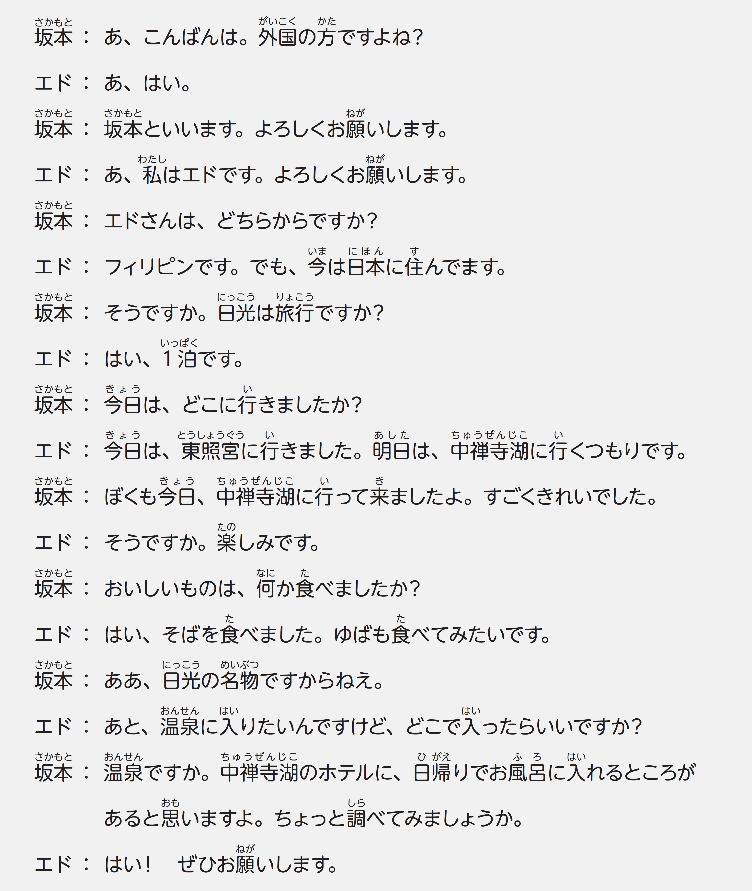 坂本： あ、こんばんは。外国の方ですよね？
エド： あ、はい。
坂本： 坂本といいます。よろしくお願いします。
エド： あ、私はエドです。よろしくお願いします。
坂本： エドさんは、どちらからですか？
エド： フィリピンです。でも、今は日本に住んでます。
坂本： そうですか。日光は旅行ですか？
エド： はい、１泊です。
坂本： 今日は、どこに行きましたか？
エド： 今日は、東照宮に行きました。明日は、中禅寺湖に行くつもりです。
坂本： ぼくも今日、中禅寺湖に行って来ましたよ。すごくきれいでした。
エド： そうですか。楽しみです。
坂本： おいしいものは、何か食べましたか？
エド： はい、そばを食べました。ゆばも食べてみたいです。
坂本： ああ、日光の名物ですからねえ。
エド： あと、温泉に入りたいんですけど、どこで入ったらいいですか？
坂本： 温泉ですか。中禅寺湖のホテルに、日帰りでお風呂に入れるところが
あると思いますよ。ちょっと調べてみましょうか。
エド： はい！　ぜひお願いします。